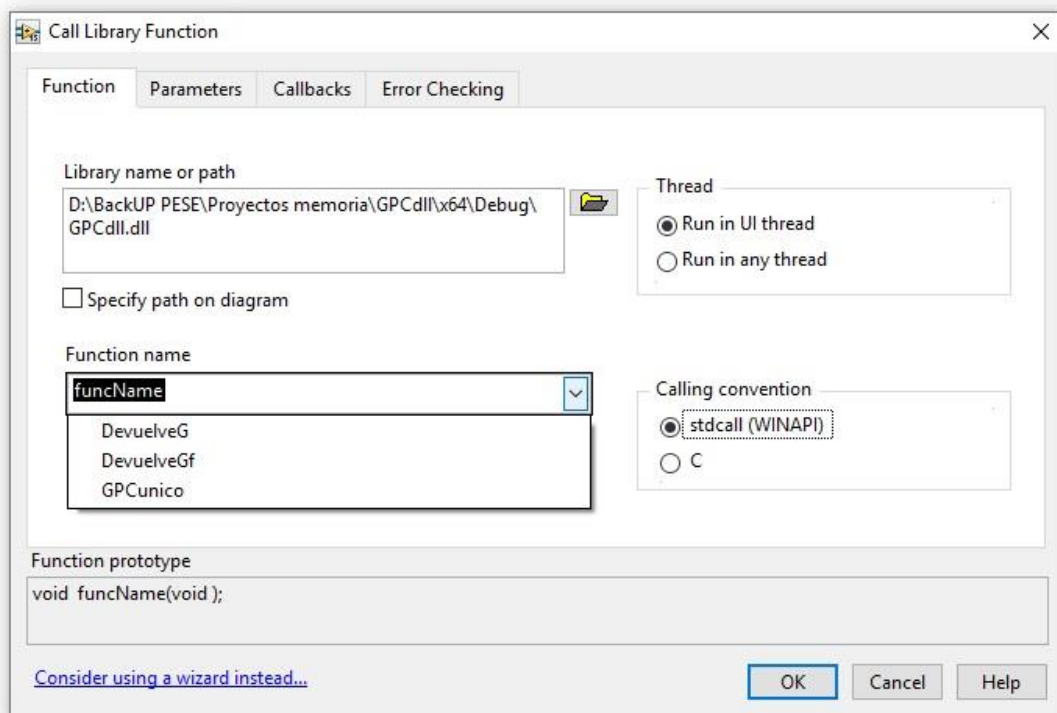 Call Library Function
Function
Parameters
Callbacks
Error Checking
Library name or path
D:\BackUP PESE\Proyectos memoria\GPCdll\x64\Debug\
GPCdll.dll
Thread
Run in UI thread
Run in any thread
Specify path on diagram
Function name
funcName
DevuelveG
DevuelveGf
GPCunico
Calling convention
stdcall (WINAPI)
C
Function prototype
void funcName(void );
Consider using a wizard instead...
OK
Cancel
Help